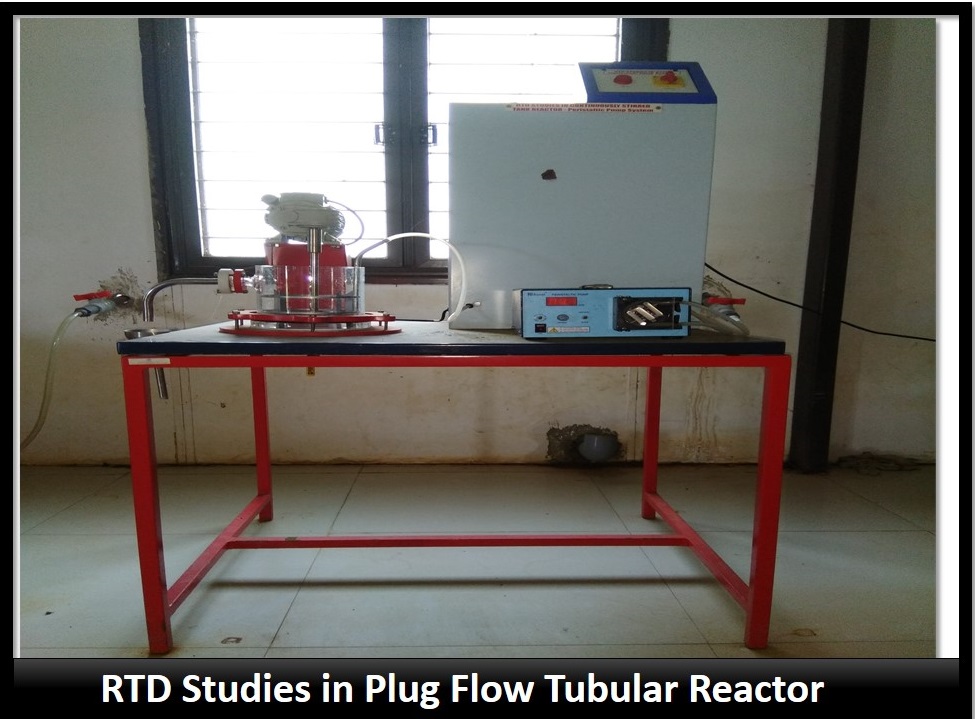 RTD STUDIES IN CONTINUOUSLY STIRRED
TANK REACTOR - Peristaltic Pump System
RTD Studies in Plug Flow Tubular Reactor